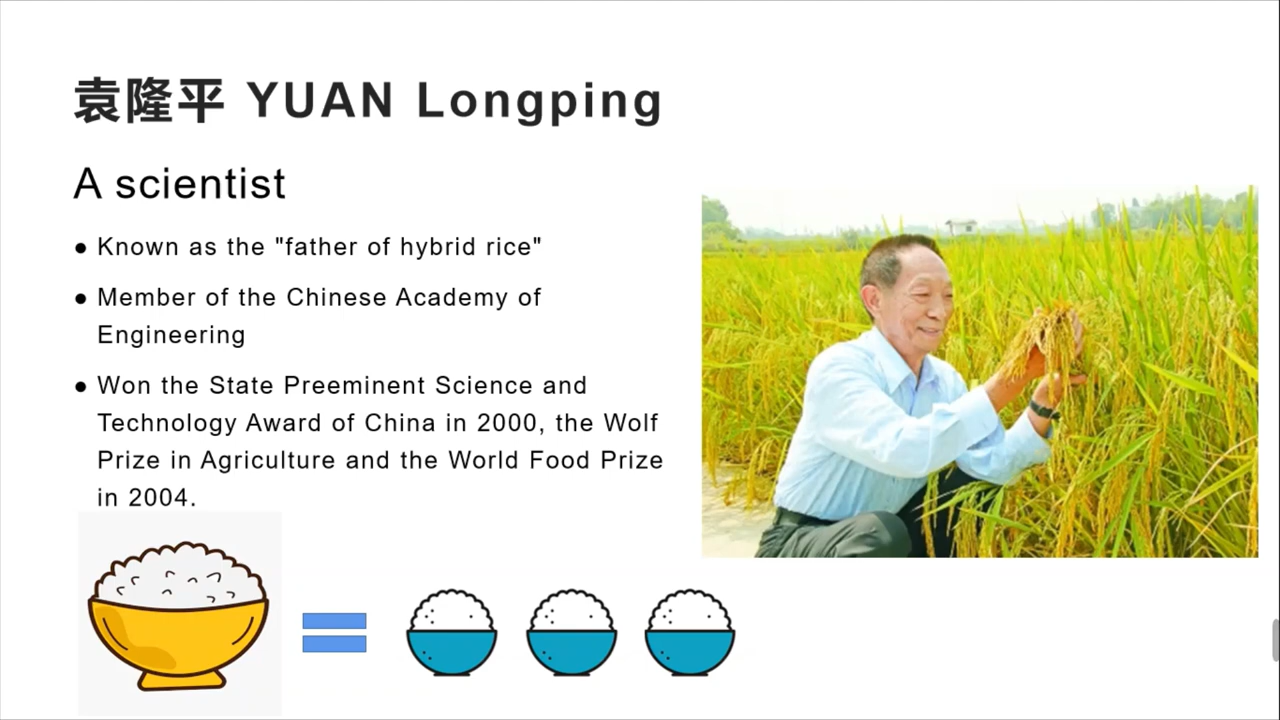 袁隆平 YUAN Longping
A scientist
● Known as the "father of hybrid rice"
● Member of the Chinese Academy of
Engineering
● Won the State Preeminent Science and
Technology Award of China in 2000, the Wolf
Prize in Agriculture and the World Food Prize
in 2004.